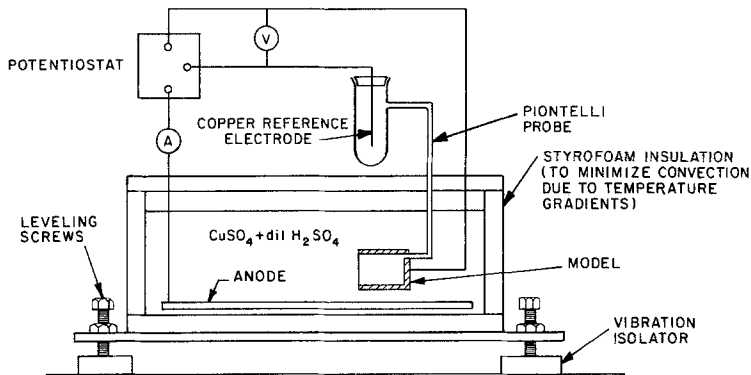 V
POTENTIOSTAT
COPPER REFERENCE
ELECTRODE
PIONTELLI
PROBE
A
STYROFOAM INSULATION
(TO MINIMIZE CONVECTION
DUE TO TEMPERATURE
GRADIENTS)
LEVELING
SCREWS
CuSO4+dil H2SO4
ANODE
MODEL
VIBRATION
ISOLATOR